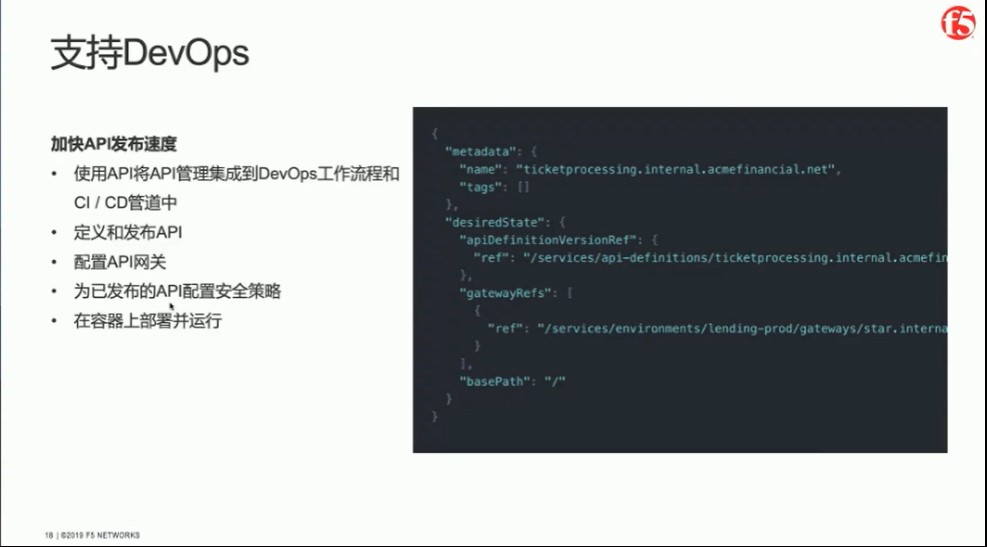 f5
支持DevOps
加快API发布速度
• 使用API将API管理集成到DevOps工作流程和
CI / CD管道中
• 定义和发布API
• 配置API网关
• 为已发布的API配置安全策略
• 在容器上部署并运行
{
"metadata": {
"name": "ticketprocessing.internal.acmefinancial.net",
"tags": []
},
"desiredState": {
"apiDefinitionVersionRef": {
"ref": "/services/api-definitions/ticketprocessing.internal.acmefin
},
"gatewayRefs": [
{
"ref": "/services/environments/lending-prod/gateways/star.interna
}
],
"basePath": "/"
}
}
18 | ©2019 F5 NETWORKS